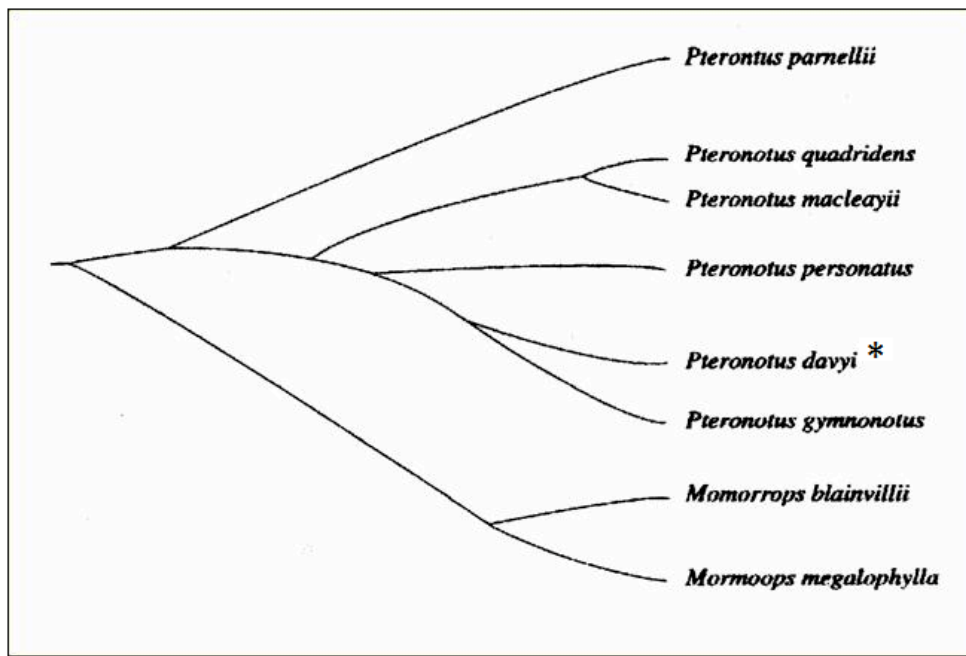 Pterontus parnellii
Pteronotus quadridens
Pteronotus macleayii
Pteronotus personatus
Pteronotus davyi *
Pteronotus gymnonotus
Momorrops blainvillii
Mormoops megalophylla